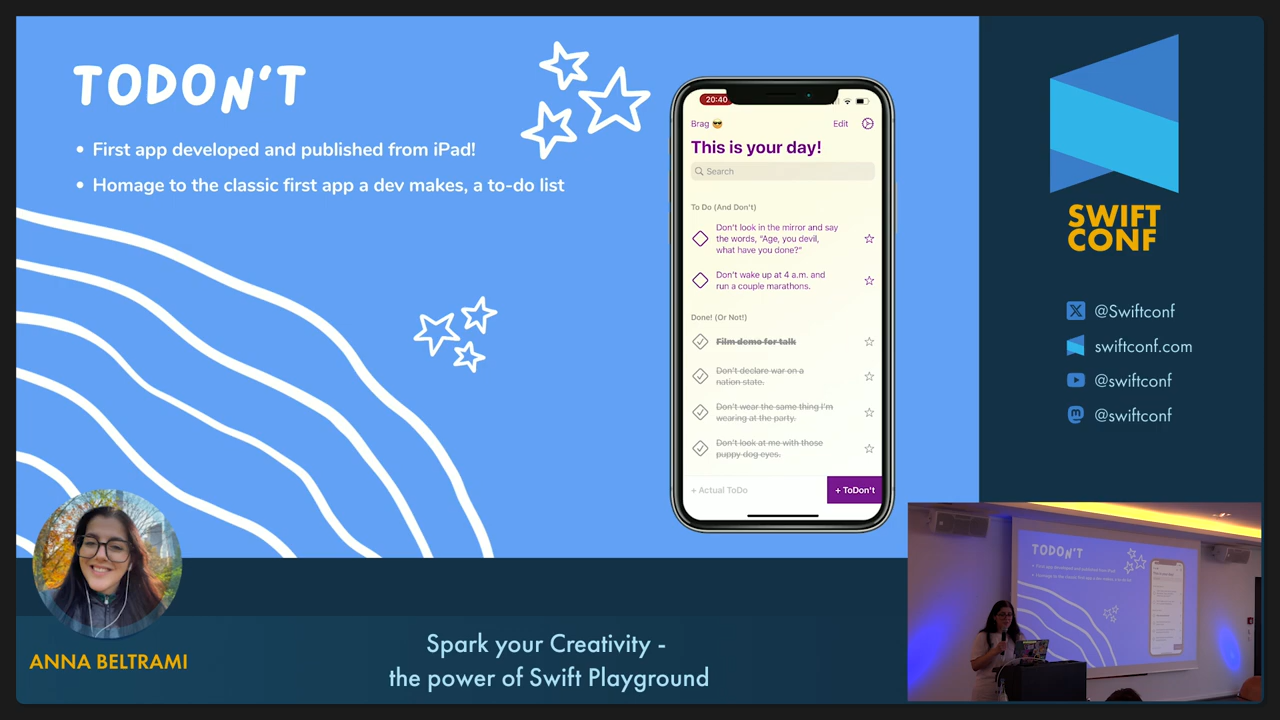 TODON'T
• First app developed and published from iPad!
• Homage to the classic first app a dev makes, a to-do list
20:40
Brag 😎
Edit
This is your day!
Search
To Do (And Don't)
Don't look in the mirror and say
the words, "Age, you devil,
what have you done?"
Don't wake up at 4 a.m. and
run a couple marathons.
Done! (Or Not!)
Film demo for talk
Don't declare war on a
nation state.
Don't wear the same thing I'm
wearing at the party.
Don't look at me with those
puppy dog eyes.
+ Actual ToDo
+ ToDon't
SWIFT
CONF
@Swiftconf
swiftconf.com
@swiftconf
@swiftconf
ANNA BELTRAMI
Spark your Creativity -
the power of Swift Playground
TODON'T